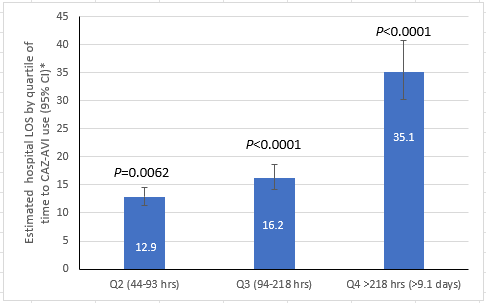 Estimated hospital LOS by quartile of
time to CAZ-AVI use (95% CI)*
45
40
35
30
25
20
15
10
5
0
P=0.0062
P<0.0001
P<0.0001
12.9
16.2
35.1
Q2 (44-93 hrs)
Q3 (94-218 hrs)
Q4 >218 hrs (>9.1 days)